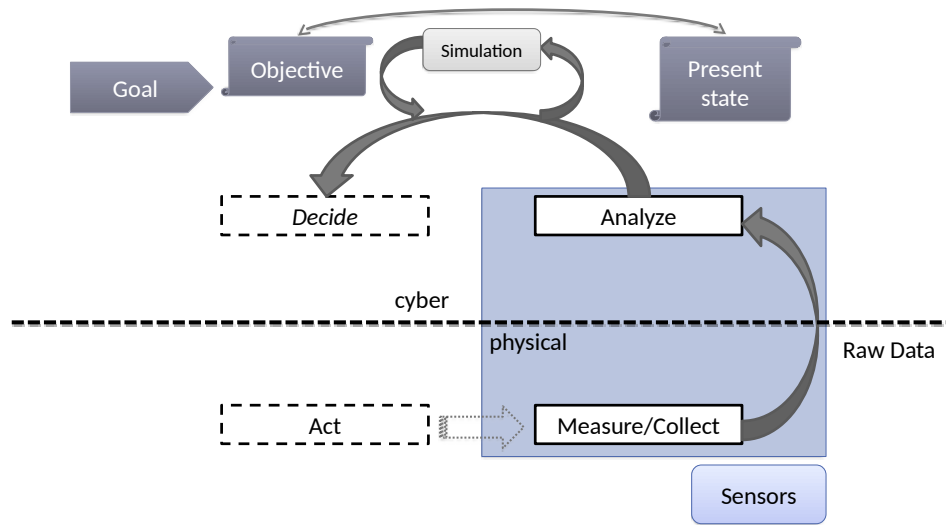 Simulation
Goal
Objective
Present
state
Decide
Analyze
cyber
physical
Raw Data
Act
Measure/Collect
Sensors